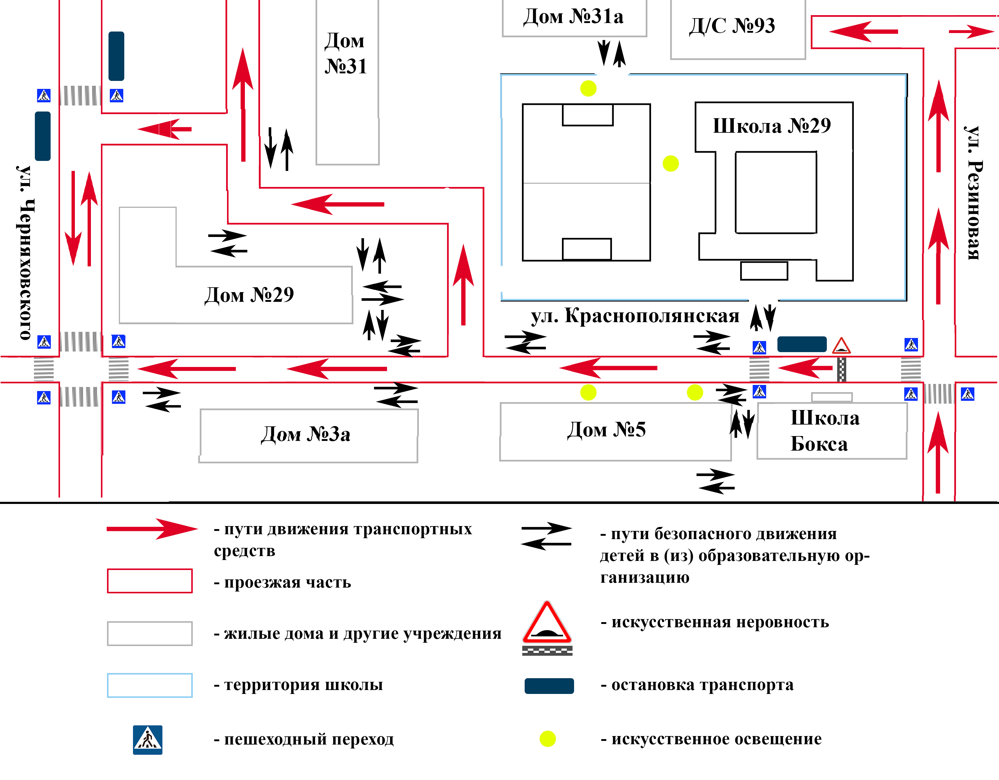 Дом №31а
Д/С №93
Дом
№31
Школа №29
ул. Черняховского
ул. Резиновая
Дом №29
ул. Краснополянская
Дом №3а
Дом №5
Школа
Бокса
- пути движения транспортных
средств
- проезжая часть
- жилые дома и другие учреждения
- территория школы
- пешеходный переход
- пути безопасного движения
детей в (из) образовательную ор-
ганизацию
- искусственная неровность
- остановка транспорта
- искусственное освещение